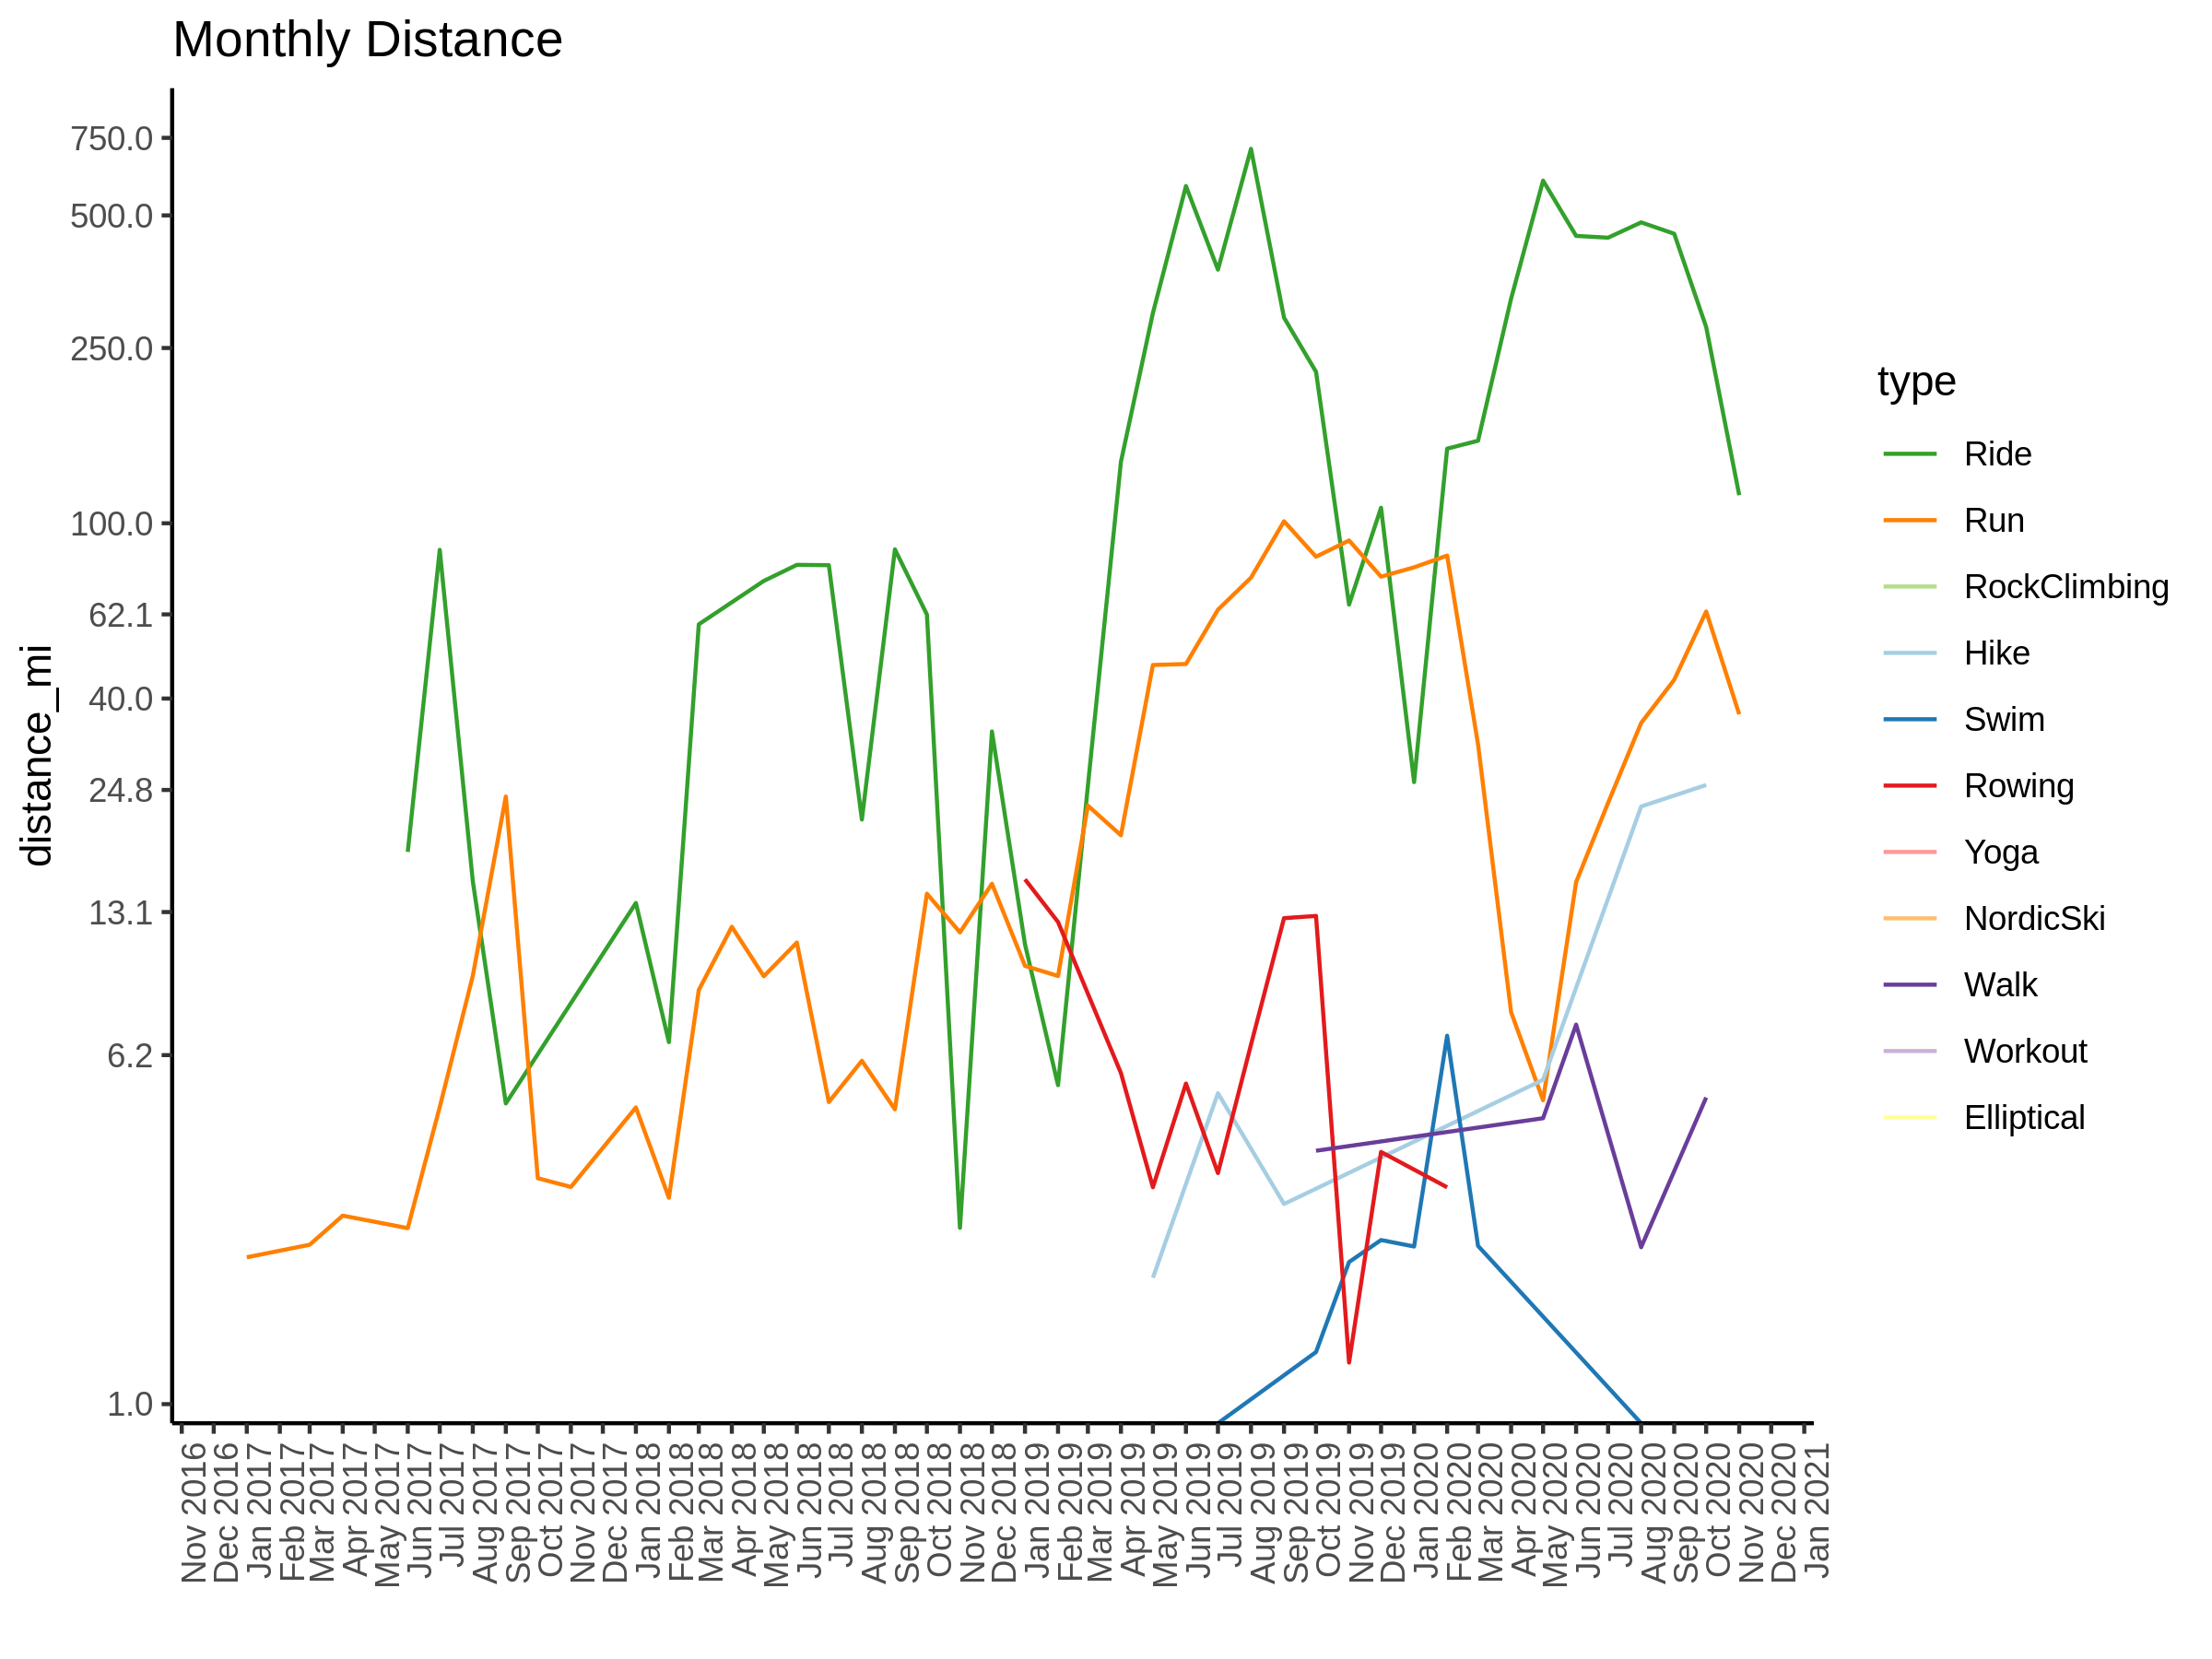 Monthly Distance
distance_mi
750.0
500.0
250.0
100.0
62.1
40.0
24.8
13.1
6.2
1.0
Nov 2016
Dec 2016
Jan 2017
Feb 2017
Mar 2017
Apr 2017
May 2017
Jun 2017
Jul 2017
Aug 2017
Sep 2017
Oct 2017
Nov 2017
Dec 2017
Jan 2018
Feb 2018
Mar 2018
Apr 2018
May 2018
Jun 2018
Jul 2018
Aug 2018
Sep 2018
Oct 2018
Nov 2018
Dec 2018
Jan 2019
Feb 2019
Mar 2019
Apr 2019
May 2019
Jun 2019
Jul 2019
Aug 2019
Sep 2019
Oct 2019
Nov 2019
Dec 2019
Jan 2020
Feb 2020
Mar 2020
Apr 2020
May 2020
Jun 2020
Jul 2020
Aug 2020
Sep 2020
Oct 2020
Nov 2020
Dec 2020
Jan 2021
type
Ride
Run
RockClimbing
Hike
Swim
Rowing
Yoga
NordicSki
Walk
Workout
Elliptical